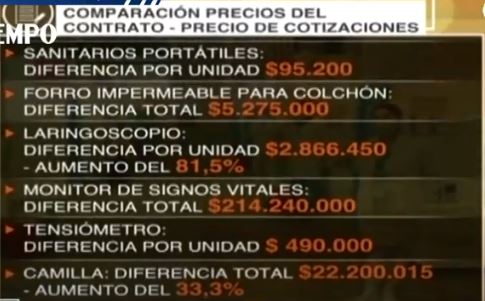 COMPARACIÓN PRECIOS DEL
CONTRATO - PRECIO DE COTIZACIONES
EMPO
SANITARIOS PORTÁTILES:
DIFERENCIA POR UNIDAD $95.200
FORRO IMPERMEABLE PARA COLCHÓN:
DIFERENCIA TOTAL $5.275.000
LARINGOSCOPIO:
DIFERENCIA POR UNIDAD $2.866.450
- AUMENTO DEL 81,5%
MONITOR DE SIGNOS VITALES:
DIFERENCIA TOTAL $214.240.000
TENSIÓMETRO:
DIFERENCIA POR UNIDAD $ 490.000
CAMILLA: DIFERENCIA TOTAL $22.200.015
- AUMENTO DEL 33,3%